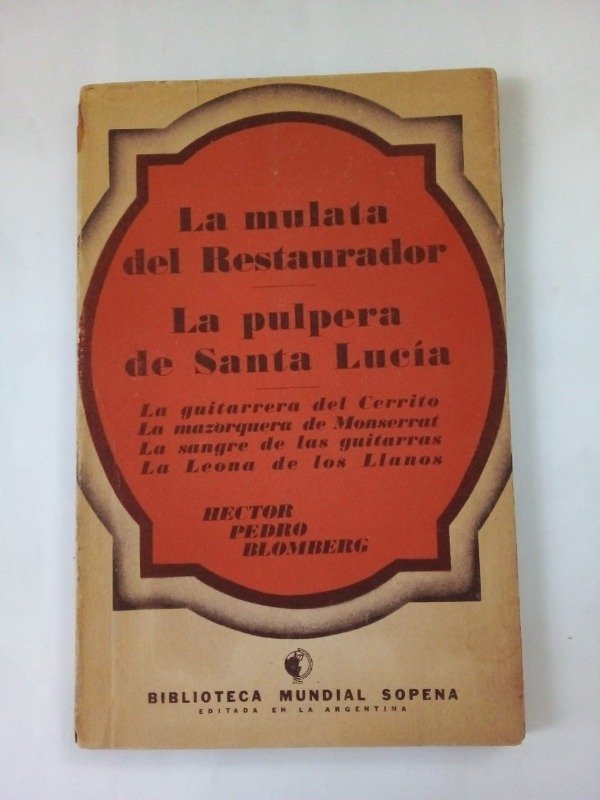 La mulata
del Restaurador
La pulpera
de Santa Lucía
La guitarrera del Cerrito
La mazorquera de Monserrat
La sangre de las guitarras
La Leona de los Llanos
HECTOR
PEDRO
BLOMBERG
BIBLIOTECA MUNDIAL SOPENA
EDITADA EN LA ARGENTINA